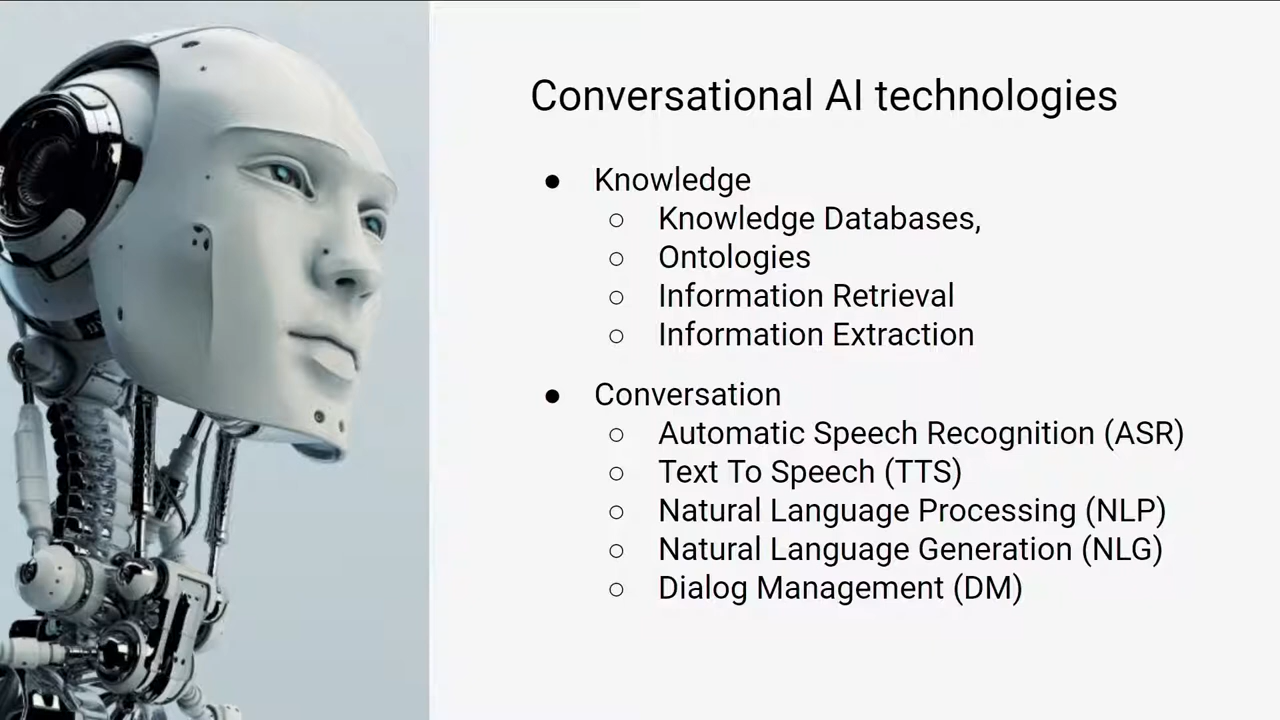 Conversational AI technologies
● Knowledge
○ Knowledge Databases,
○ Ontologies
○ Information Retrieval
○ Information Extraction
● Conversation
○ Automatic Speech Recognition (ASR)
○ Text To Speech (TTS)
○ Natural Language Processing (NLP)
○ Natural Language Generation (NLG)
○ Dialog Management (DM)